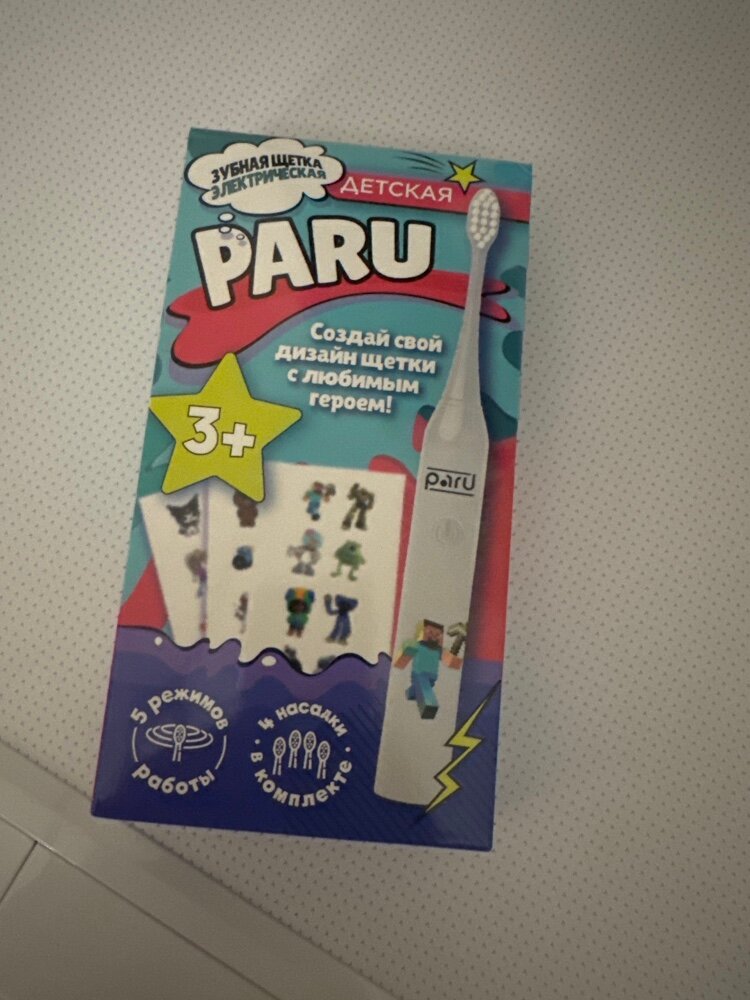 ЗУБНАЯ ЩЕТКА
ЭЛЕКТРИЧЕСКАЯ
ДЕТСКАЯ
PARU
Создай свой
дизайн щетки
с любимым
героем!
3+
paru
5 режимов
работы
4 насадки
в комплекте